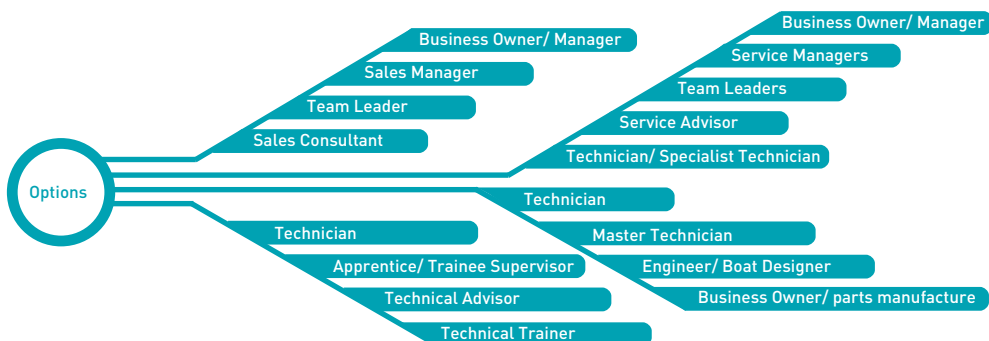 Business Owner/ Manager
Sales Manager
Team Leader
Sales Consultant
Business Owner/ Manager
Service Managers
Team Leaders
Service Advisor
Technician/ Specialist Technician
Options
Technician
Apprentice/ Trainee Supervisor
Technical Advisor
Technical Trainer
Technician
Master Technician
Engineer/ Boat Designer
Business Owner/ parts manufacture